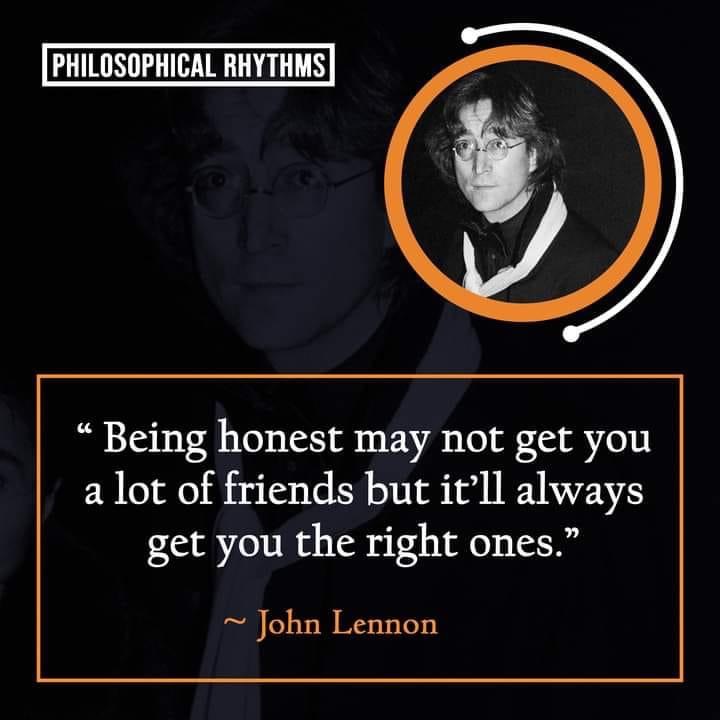 PHILOSOPHICAL RHYTHMS
“ Being honest may not get you
a lot of friends but it’ll always
get you the right ones.”
~ John Lennon